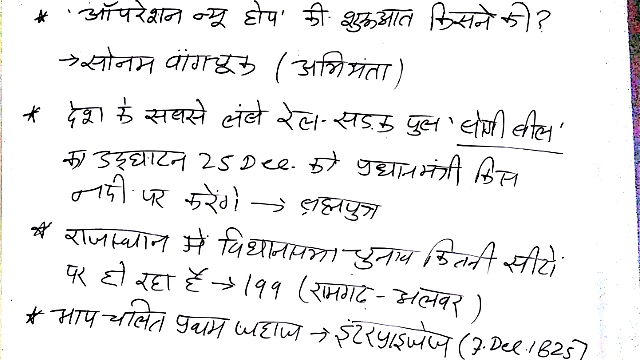 * 'ऑपरेशन न्यू होप' की शुरुआत किसने की?
→ सोनम वांगचूक (अभियंता)
* देश के सबसे लंबे रेल-सड़क पुल 'बोगी बील'
का उद्घाटन 25 Dec. को प्रधानमंत्री किस
नदी पर करेंगे → ब्रह्मपुत्र
* राजस्थान में विधानसभा चुनाव कितनी सीटों
पर हो रहा है → 199 (रामगढ - अलवर)
* भाप चलित प्रथम जहाज → इंटरप्राइजेज (7. Dec. 1825)